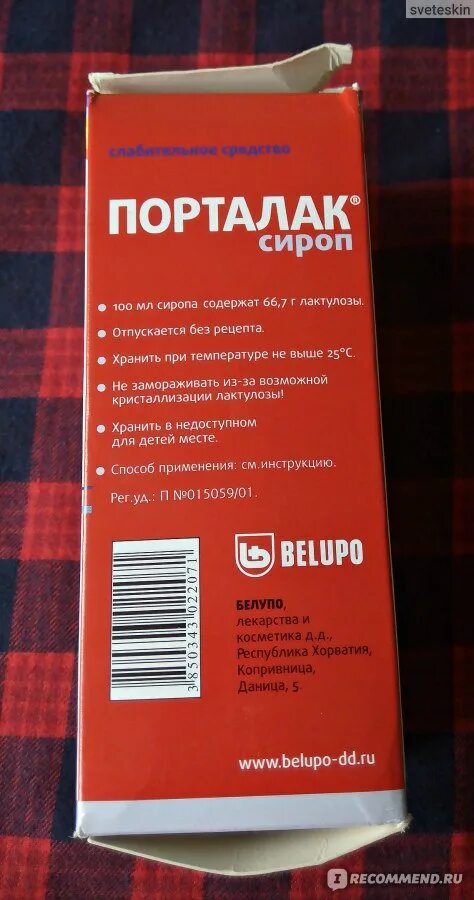 sveteskin
слабительное средство
ПОРТАЛАК®
сироп
• 100 мл сиропа содержат 66,7 г лактулозы.
• Отпускается без рецепта.
• Хранить при температуре не выше 25°С.
• Не замораживать из-за возможной
кристаллизации лактулозы!
• Хранить в недоступном
для детей месте.
• Способ применения: см.инструкцию.
Рег.уд.: П №015059/01.
3850343022071
BELUPO
БЕЛУПО,
лекарства и
косметика д.д.,
Республика Хорватия,
Копривница,
Даница, 5.
www.belupo-dd.ru
IRECOMMEND.RU